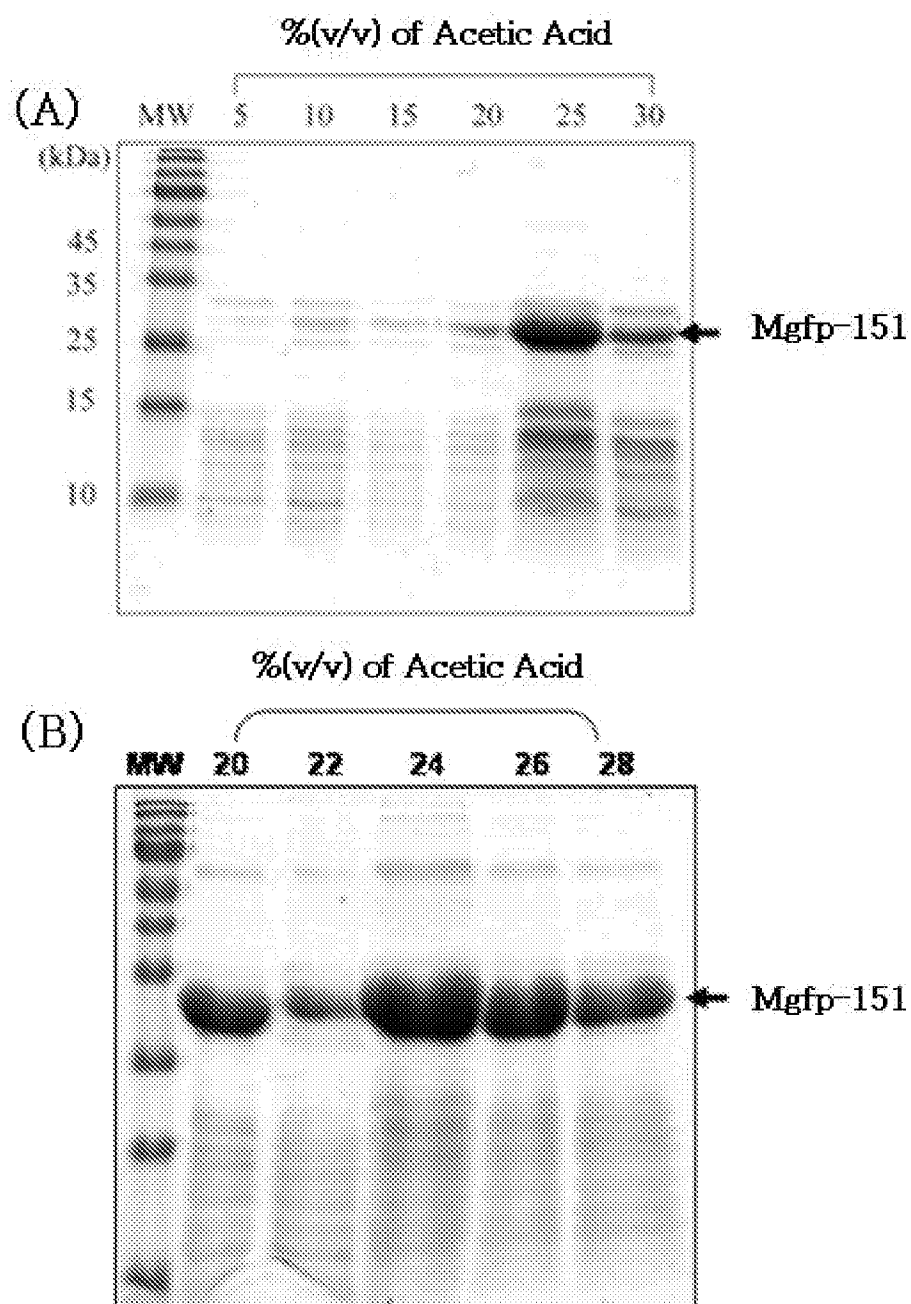 %(v/v) of Acetic Acid
(A)
MW 5 10 15 20 25 30
(kDa)
45
35
25
15
10
Mgfp-151
%(v/v) of Acetic Acid
(B)
MW 20 22 24 26 28
Mgfp-151